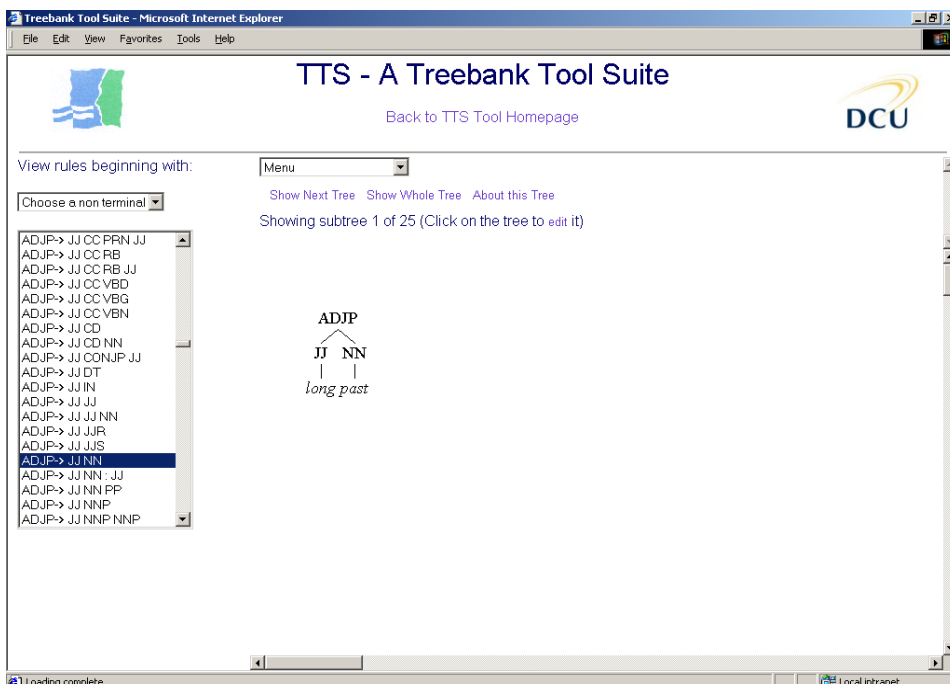 Treebank Tool Suite - Microsoft Internet Explorer
File Edit View Favorites Tools Help
TTS - A Treebank Tool Suite
Back to TTS Tool Homepage
DCU
View rules beginning with:
Choose a non terminal
ADJP-> JJ CC PRN JJ
ADJP-> JJ CC RB
ADJP-> JJ CC RB JJ
ADJP-> JJ CC VBD
ADJP-> JJ CC VBG
ADJP-> JJ CC VBN
ADJP-> JJ CD
ADJP-> JJ CD NN
ADJP-> JJ CONJP JJ
ADJP-> JJ DT
ADJP-> JJ IN
ADJP-> JJ JJ
ADJP-> JJ JJ NN
ADJP-> JJ JJR
ADJP-> JJ JJS
ADJP-> JJ NN
ADJP-> JJ NN : JJ
ADJP-> JJ NN PP
ADJP-> JJ NNP
ADJP-> JJ NNP NNP
Menu
Show Next Tree Show Whole Tree About this Tree
Showing subtree 1 of 25 (Click on the tree to edit it)
ADJP
JJ NN
long past
Loading complete
Local intranet